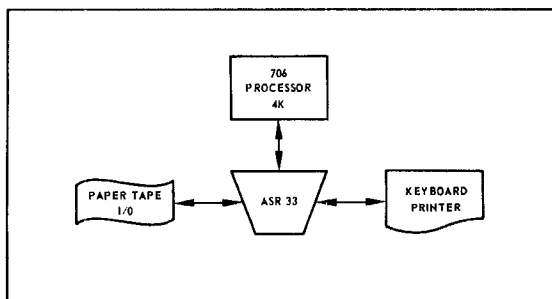 706
PROCESSOR
4K
PAPER TAPE
I/O
ASR 33
KEYBOARD
PRINTER